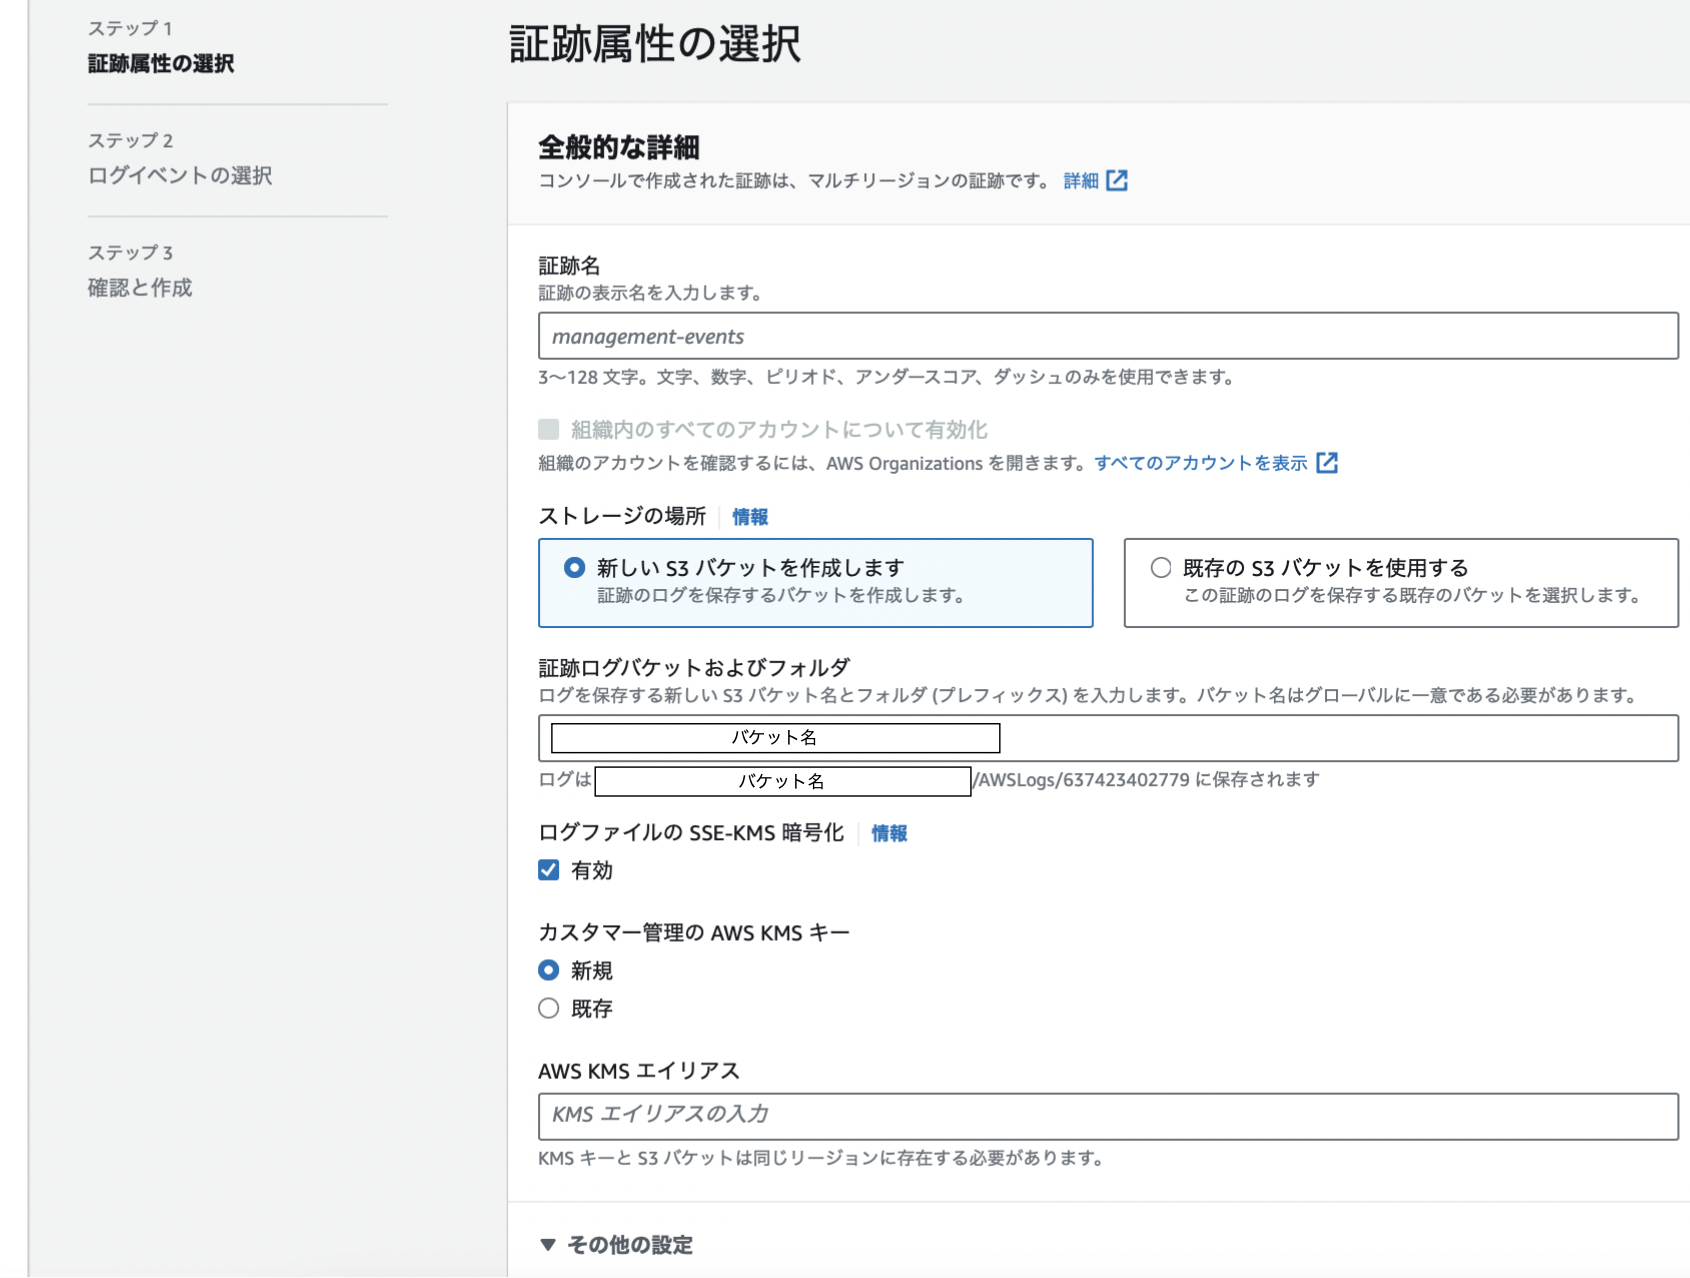 ステップ 1
証跡属性の選択
ステップ 2
ログイベントの選択
ステップ 3
確認と作成
証跡属性の選択
全般的な詳細
コンソールで作成された証跡は、マルチリージョンの証跡です。 詳細
証跡名
証跡の表示名を入力します。
management-events
3〜128 文字。文字、数字、ピリオド、アンダースコア、ダッシュのみを使用できます。
組織内のすべてのアカウントについて有効化
組織のアカウントを確認するには、AWS Organizations を開きます。すべてのアカウントを表示
ストレージの場所 情報
新しい S3 バケットを作成します
証跡のログを保存するバケットを作成します。
既存の S3 バケットを使用する
この証跡のログを保存する既存のバケットを選択します。
証跡ログバケットおよびフォルダ
ログを保存する新しい S3 バケット名とフォルダ (プレフィックス) を入力します。バケット名はグローバルに一意である必要があります。
バケット名
ログは バケット名 /AWSLogs/637423402779 に保存されます
ログファイルの SSE-KMS 暗号化 情報
有効
カスタマー管理の AWS KMS キー
新規
既存
AWS KMS エイリアス
KMS エイリアスの入力
KMS キーと S3 バケットは同じリージョンに存在する必要があります。
▼ その他の設定